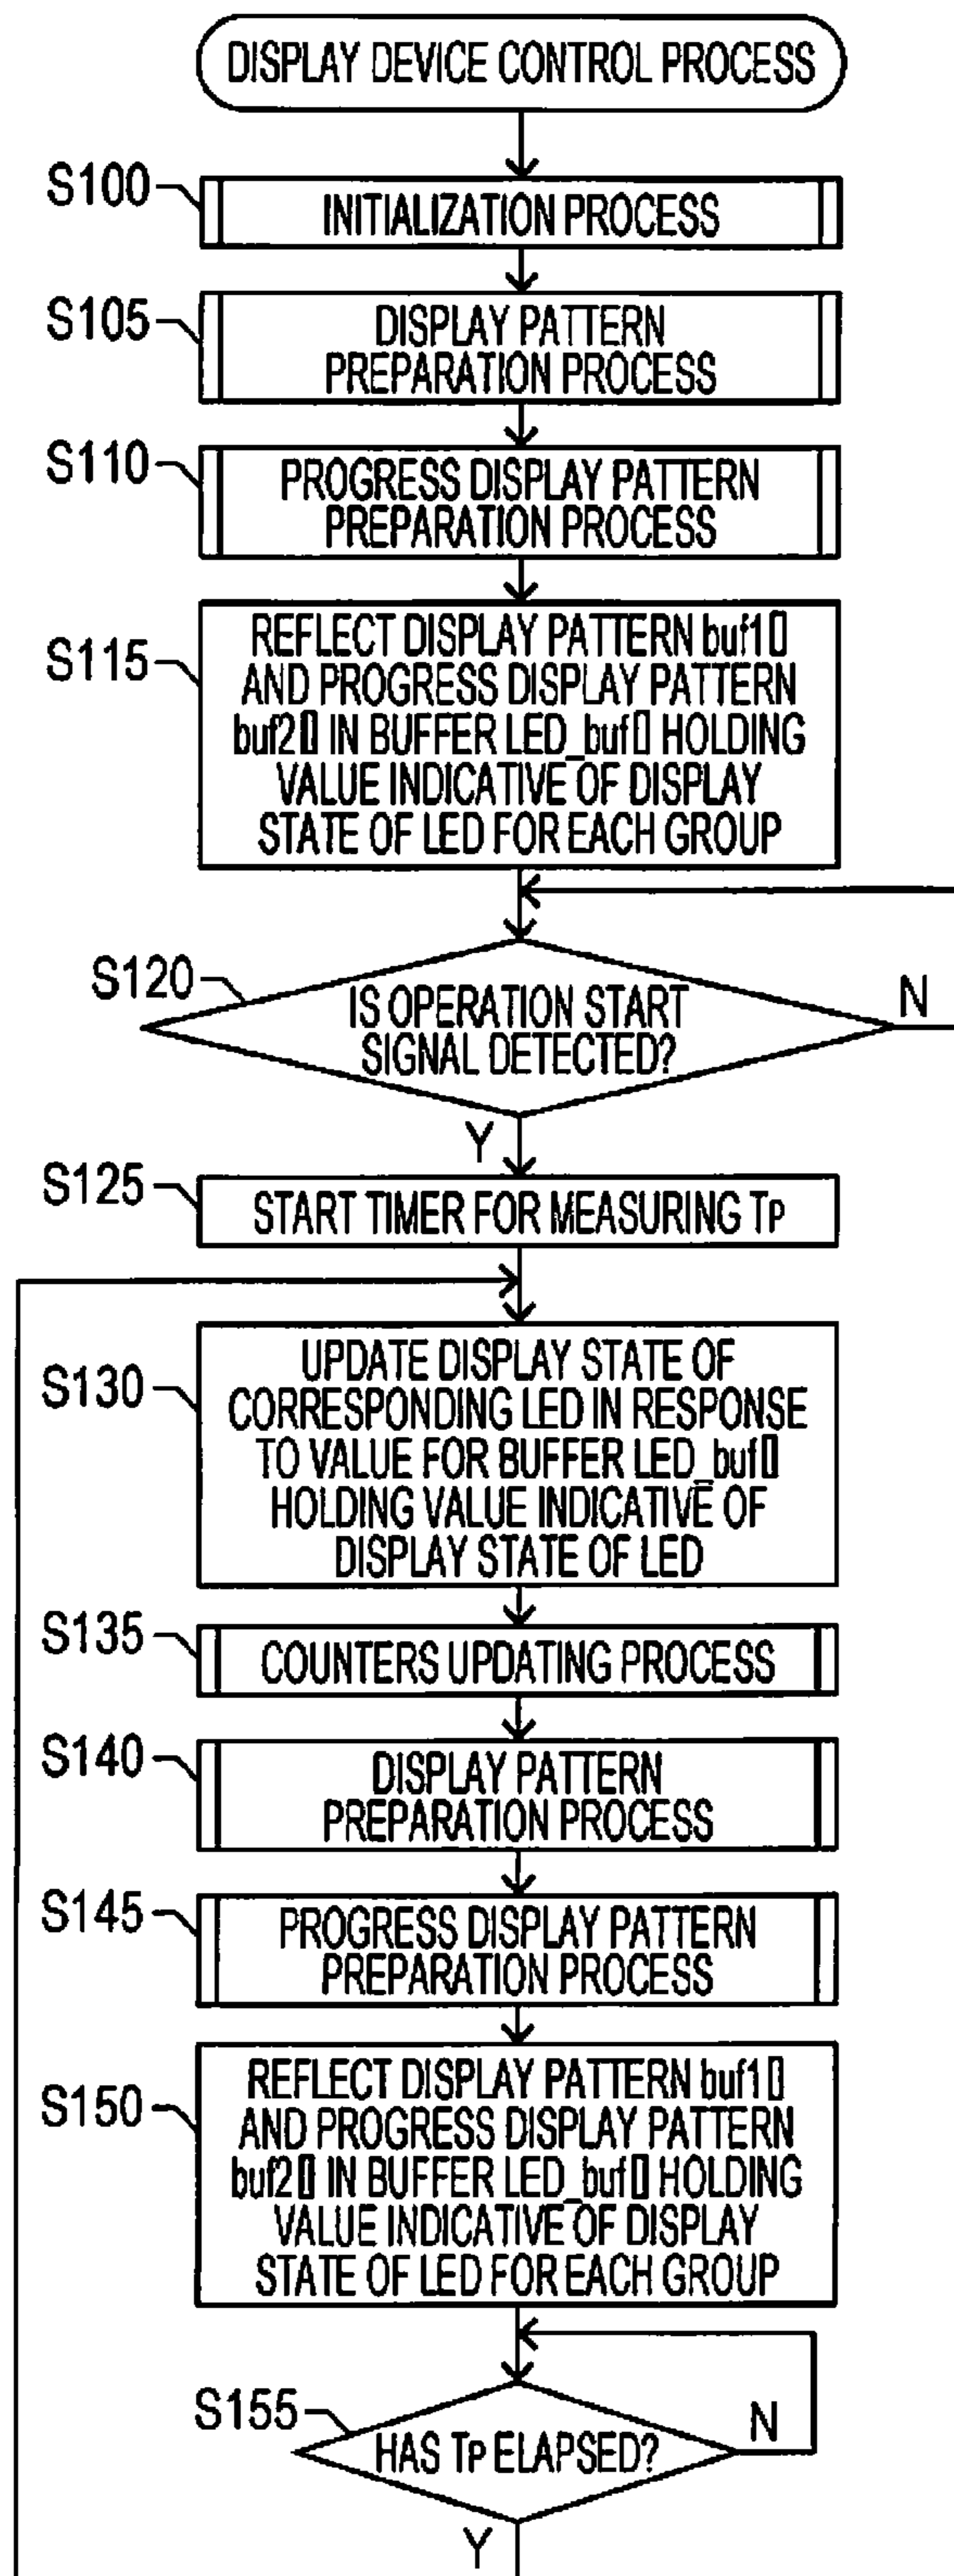 DISPLAY DEVICE CONTROL PROCESS
S100
INITIALIZATION PROCESS
S105
DISPLAY PATTERN
PREPARATION PROCESS
S110
PROGRESS DISPLAY PATTERN
PREPARATION PROCESS
S115
REFLECT DISPLAY PATTERN buf1[]
AND PROGRESS DISPLAY PATTERN
buf2[] IN BUFFER LED_buf[] HOLDING
VALUE INDICATIVE OF DISPLAY
STATE OF LED FOR EACH GROUP
S120
IS OPERATION START
SIGNAL DETECTED?
N
Y
S125
START TIMER FOR MEASURING Tp
S130
UPDATE DISPLAY STATE OF
CORRESPONDING LED IN RESPONSE
TO VALUE FOR BUFFER LED_buf[]
HOLDING VALUE INDICATIVE OF
DISPLAY STATE OF LED
S135
COUNTERS UPDATING PROCESS
S140
DISPLAY PATTERN
PREPARATION PROCESS
S145
PROGRESS DISPLAY PATTERN
PREPARATION PROCESS
S150
REFLECT DISPLAY PATTERN buf1[]
AND PROGRESS DISPLAY PATTERN
buf2[] IN BUFFER LED_buf[] HOLDING
VALUE INDICATIVE OF DISPLAY
STATE OF LED FOR EACH GROUP
S155
HAS Tp ELAPSED?
N
Y